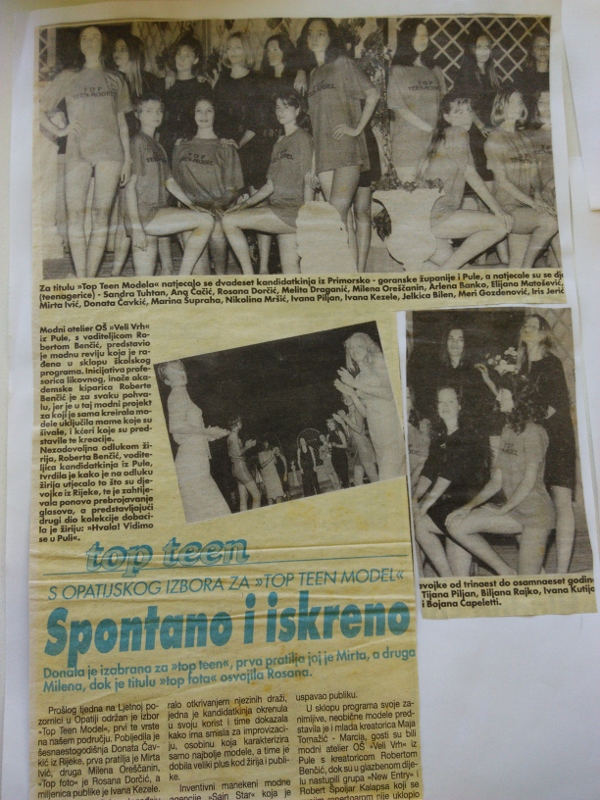 TOP TEEN-MODEL
Za titulu »Top Teen Modela« natjecalo se dvadeset kandidatkinja iz Primorsko - goranske županije i Pule, a natjecale su se
(teenagerice) - Sandra Tuhtan, Ana Čačić, Rosana Dorčić, Melita Draganić, Milena Oreščanin, Arlena Banko, Elijana Matošević,
Mirta Ivić, Donata Čavkić, Marina Supraha, Nikolina Mršić, Ivana Piljan, Ivana Kezele, Jelkica Bilen, Meri Gozdenović, Iris Jerić
Modni atelier OŠ »Veli Vrh«
iz Pule, s voditeljicom Ro-
bertom Benčić, predstavio
je modnu reviju koja je ra-
đena u sklopu školskog
programa. Inicijativa profe-
sorica likovnog, inače aka-
demske kiparica Roberte
Benčić je za svaku pohva-
lu, jer je u taj modni projekt
za koji je sama kreirala mo-
dele uključila mame koje su
šivale, i kćeri koje su pred-
stavile te kreacije.
Nezadovoljna odlukom ži-
rija, Roberta Benčić, vodite-
ljica kandidatkinja iz Pule,
tvrdila je kako je na odluku
žirija utjecalo to što su dje-
vojke iz Rijeke, te je zahtije-
vala ponovo prebrojavanje
glasova, a predstavljajući
drugi dio kolekcije dobaci-
la je žiriju: »Hvala! Vidimo
se u Puli«.
evojke od trinaest do osamnaeset godin
Tijana Piljan, Biljana Rajko, Ivana Kutija
i Bojana Capeletti.
top teen
S OPATIJSKOG IZBORA ZA »TOP TEEN MODEL«
Spontano i iskreno
Donata je izabrana za »top teen«, prva pratilja joj je Mirta, a druga
Milena, dok je titulu »top fota« osvojila Rosana.
Prošlog tjedna na Ljetnoj po-
zornici u Opatiji održan je izbor
»Top Teen Model«, prvi te vrste
na našem području. Pobijedila je
šesnaestogodišnja Donata Čav-
kić iz Rijeke, prva pratilja je Mirta
Ivić, druga Milena Oreščanin,
»Top foto« je Rosana Dorčić, a
miljenica publike je Ivana Kezele.
ralo otkrivanjem njezinih draži,
jedna je kandidatkinja okrenula
u svoju korist i time dokazala
kako ima smisla za improvizaci-
ju, osobinu koja karakterizira
samo najbolje modele, a time je
dobila veliki plus kod žirija i publi-
ke.
Inventivni manekeni modne
agencije »Sajn Star« koja je
uspavao publiku.
U sklopu programa svoje za-
nimljive, neobične modele pred-
stavila je i mlada kreatorica Maja
Tomažić - Marcia, gosti su bili
modni atelier OŠ »Veli Vrh« iz
Pule s kreatoricom Robertom
Benčić, dok su u glazbenom dije-
lu nastupili grupa »New Entry« i
Robert Špoljar Kalapsa koji se